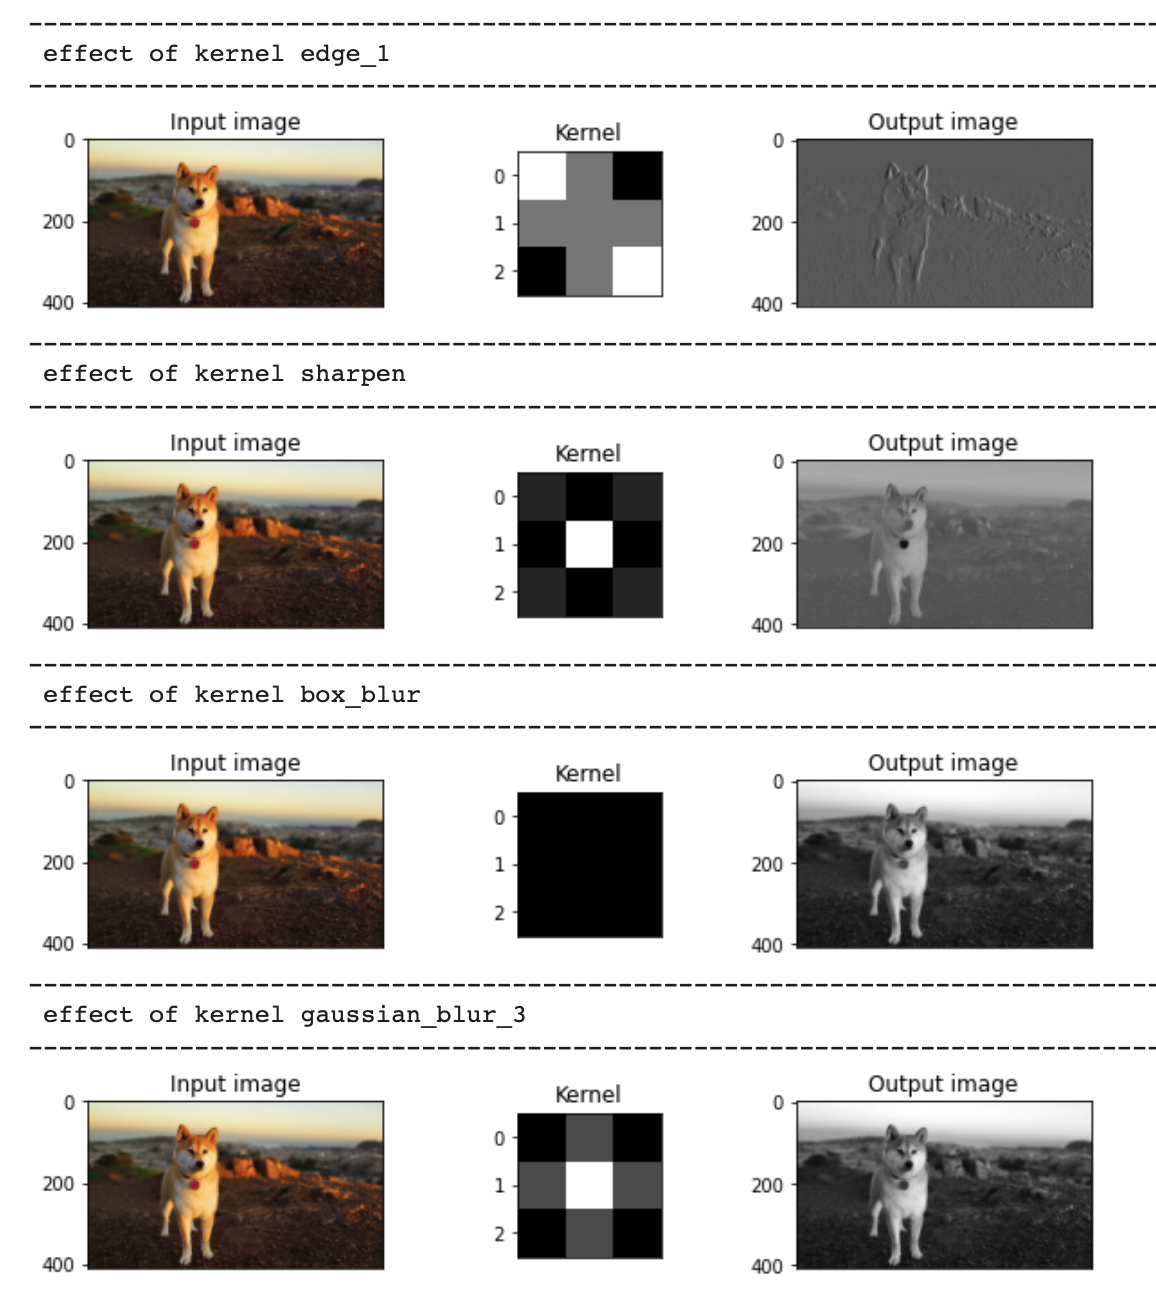 effect of kernel edge_1
Input image
Kernel
Output image
0
200
400
0
1
2
0
200
400
effect of kernel sharpen
Input image
Kernel
Output image
0
200
400
0
1
2
0
200
400
effect of kernel box_blur
Input image
Kernel
Output image
0
200
400
0
1
2
0
200
400
effect of kernel gaussian_blur_3
Input image
Kernel
Output image
0
200
400
0
1
2
0
200
400